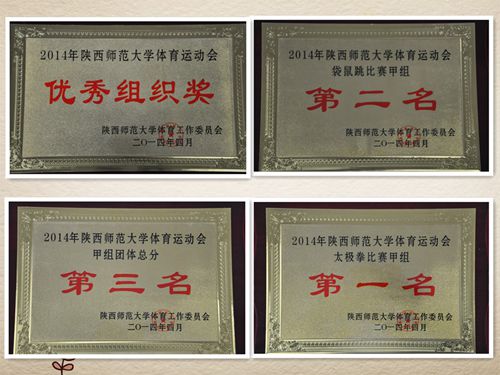 2014年陕西师范大学体育运动会
优秀组织奖
陕西师范大学体育工作委员会
二〇一四年四月
2014年陕西师范大学体育运动会
袋鼠跳比赛甲组
第二名
陕西师范大学体育工作委员会
二〇一四年四月
2014年陕西师范大学体育运动会
甲组团体总分
第三名
陕西师范大学体育工作委员会
二〇一四年四月
2014年陕西师范大学体育运动会
太极拳比赛甲组
第一名
陕西师范大学体育工作委员会
二〇一四年四月